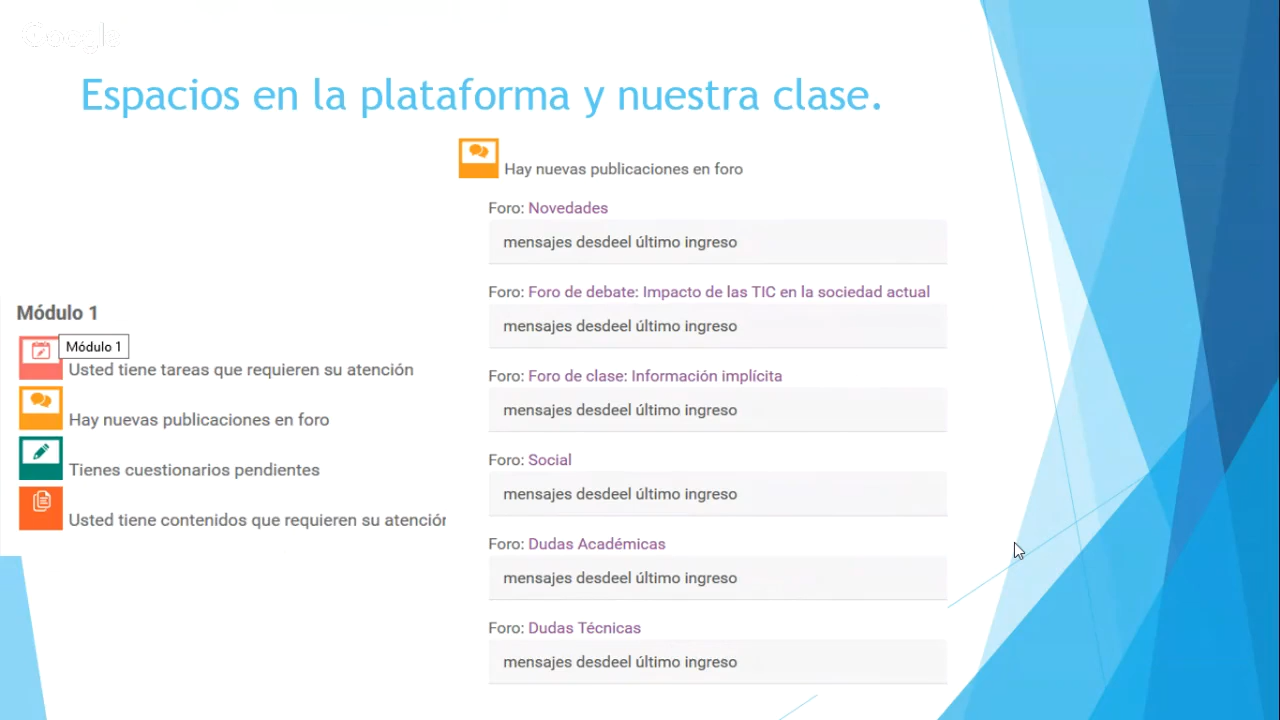 Google
Espacios en la plataforma y nuestra clase.
Módulo 1
Módulo 1
Usted tiene tareas que requieren su atención
Hay nuevas publicaciones en foro
Tienes cuestionarios pendientes
Usted tiene contenidos que requieren su atención
Hay nuevas publicaciones en foro
Foro: Novedades
mensajes desdeel último ingreso
Foro: Foro de debate: Impacto de las TIC en la sociedad actual
mensajes desdeel último ingreso
Foro: Foro de clase: Información implícita
mensajes desdeel último ingreso
Foro: Social
mensajes desdeel último ingreso
Foro: Dudas Académicas
mensajes desdeel último ingreso
Foro: Dudas Técnicas
mensajes desdeel último ingreso